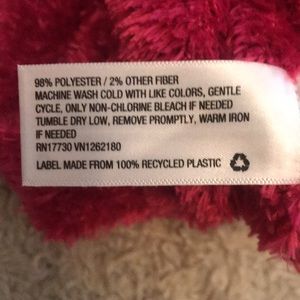 98% POLYESTER / 2% OTHER FIBER
MACHINE WASH COLD WITH LIKE COLORS, GENTLE
CYCLE, ONLY NON-CHLORINE BLEACH IF NEEDED
TUMBLE DRY LOW, REMOVE PROMPTLY, WARM IRON
IF NEEDED
RN17730 VN1262180
LABEL MADE FROM 100% RECYCLED PLASTIC